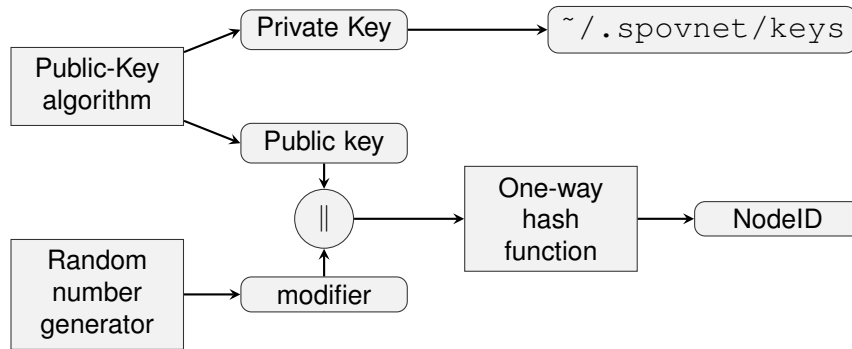 Private Key
~/.spovnet/keys
Public-Key
algorithm
Public key
||
One-way
hash
function
NodeID
Random
number
generator
modifier